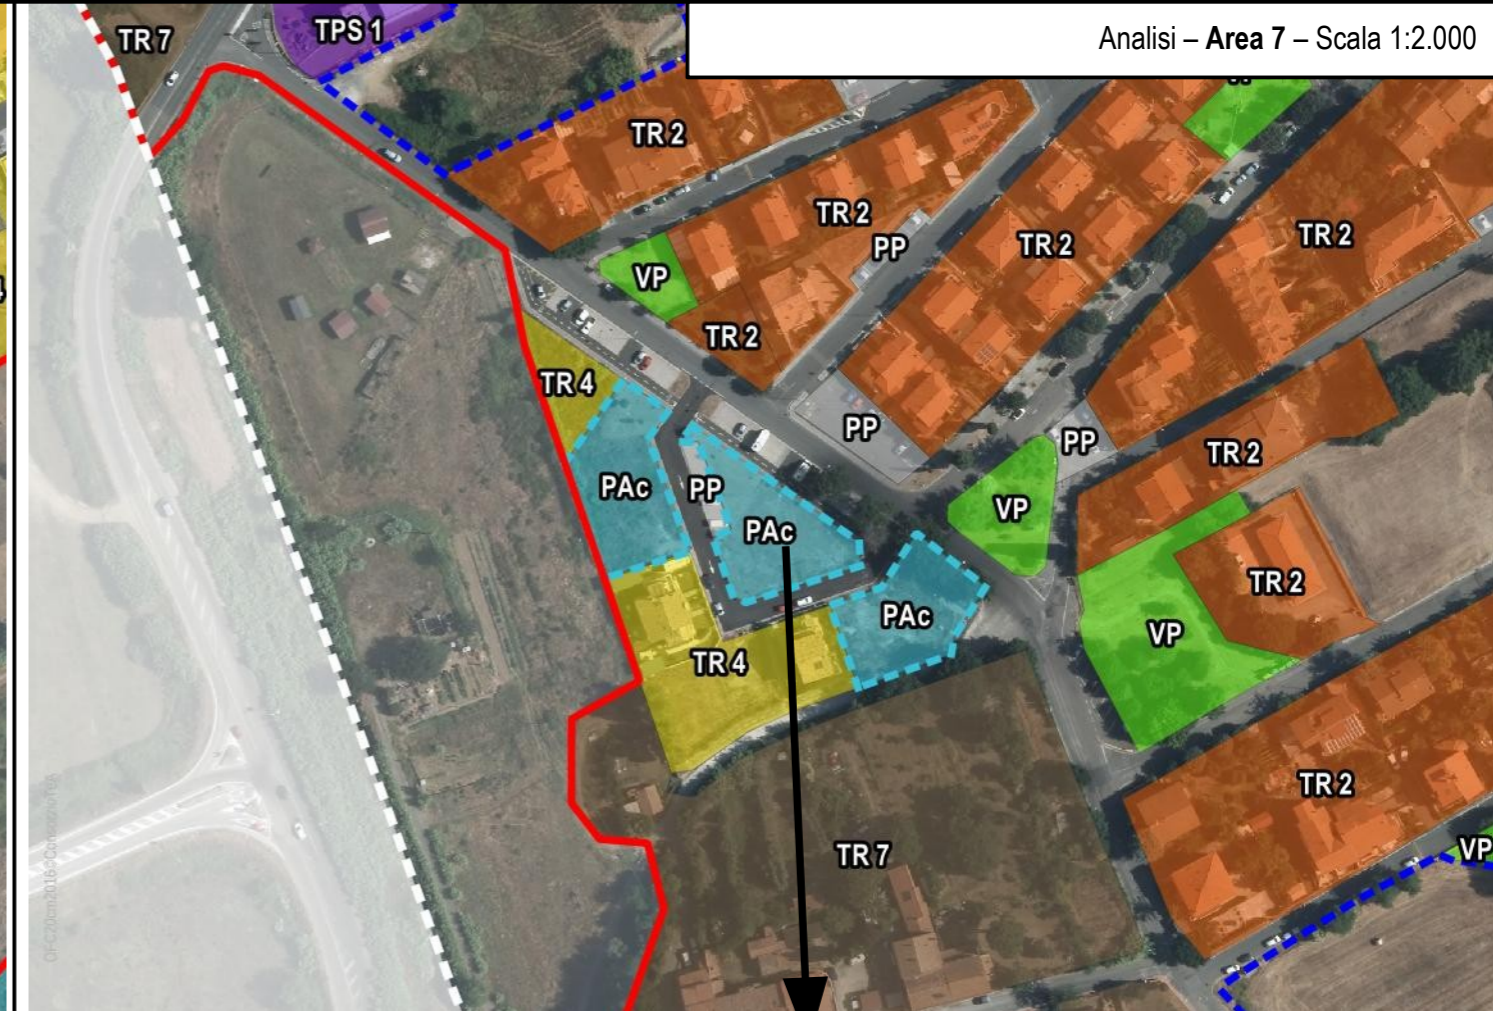 TR 7
TPS 1
Analisi – Area 7 – Scala 1:2.000
TR 2
TR 2
PP
TR 2
TR 2
VP
TR 2
TR 4
PP
PP
TR 2
PAc
PP
VP
PAc
TR 2
PAc
VP
TR 4
TR 2
VP
TR 7